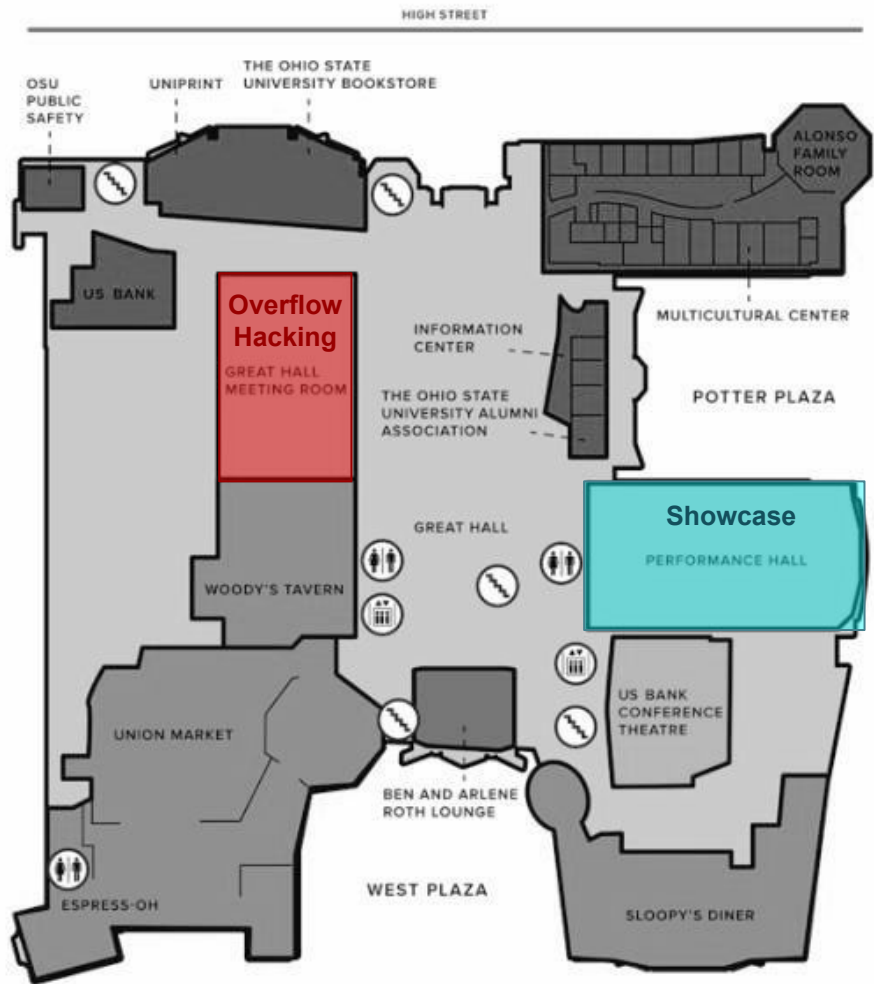 HIGH STREET
OSU
PUBLIC
SAFETY
UNIPRINT
THE OHIO STATE
UNIVERSITY BOOKSTORE
ALONSO
FAMILY
ROOM
US BANK
Overflow
Hacking
GREAT HALL
MEETING ROOM
INFORMATION
CENTER
MULTICULTURAL CENTER
THE OHIO STATE
UNIVERSITY ALUMNI
ASSOCIATION
POTTER PLAZA
GREAT HALL
Showcase
PERFORMANCE HALL
WOODY'S TAVERN
US BANK
CONFERENCE
THEATRE
UNION MARKET
BEN AND ARLENE
ROTH LOUNGE
WEST PLAZA
ESPRESS-OH
SLOOPY'S DINER